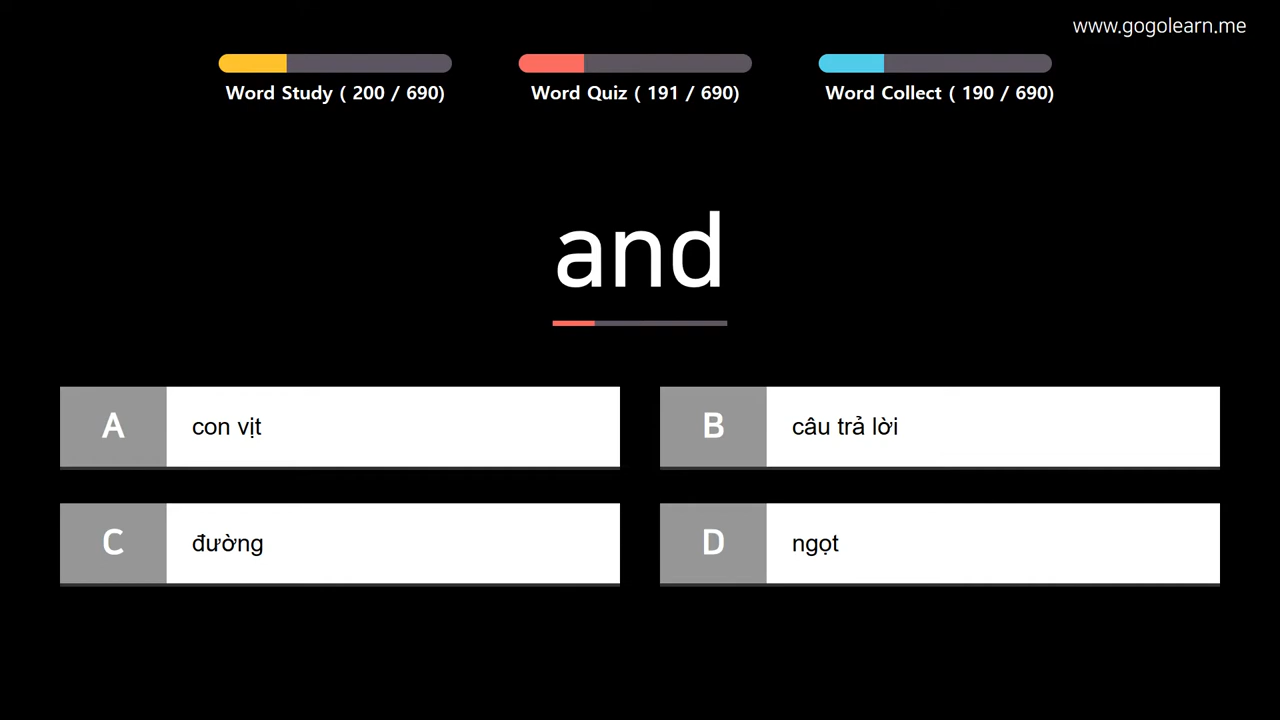 www.gogolearn.me
Word Study ( 200 / 690)
Word Quiz ( 191 / 690)
Word Collect ( 190 / 690)
and
A
con vịt
B
câu trả lời
C
đường
D
ngọt